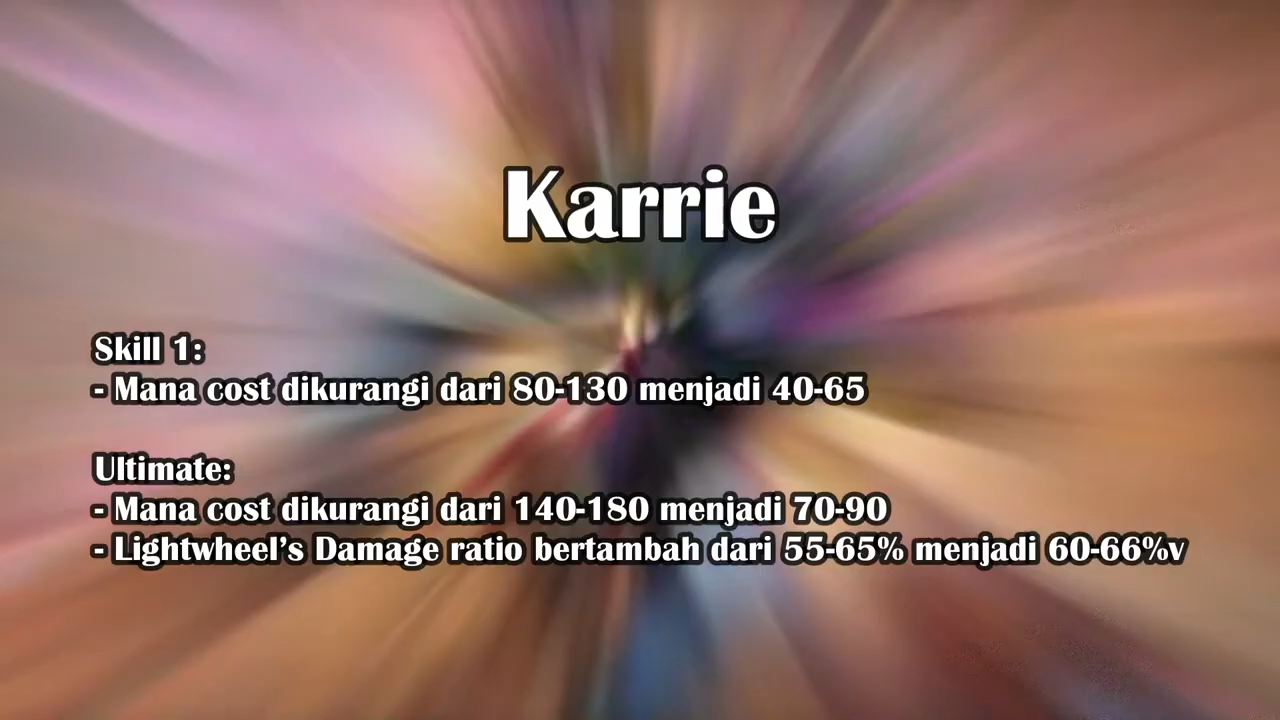 Karrie
Skill 1:
- Mana cost dikurangi dari 80-130 menjadi 40-65
Ultimate:
- Mana cost dikurangi dari 140-180 menjadi 70-90
- Lightwheel’s Damage ratio bertambah dari 55-65% menjadi 60-66%v